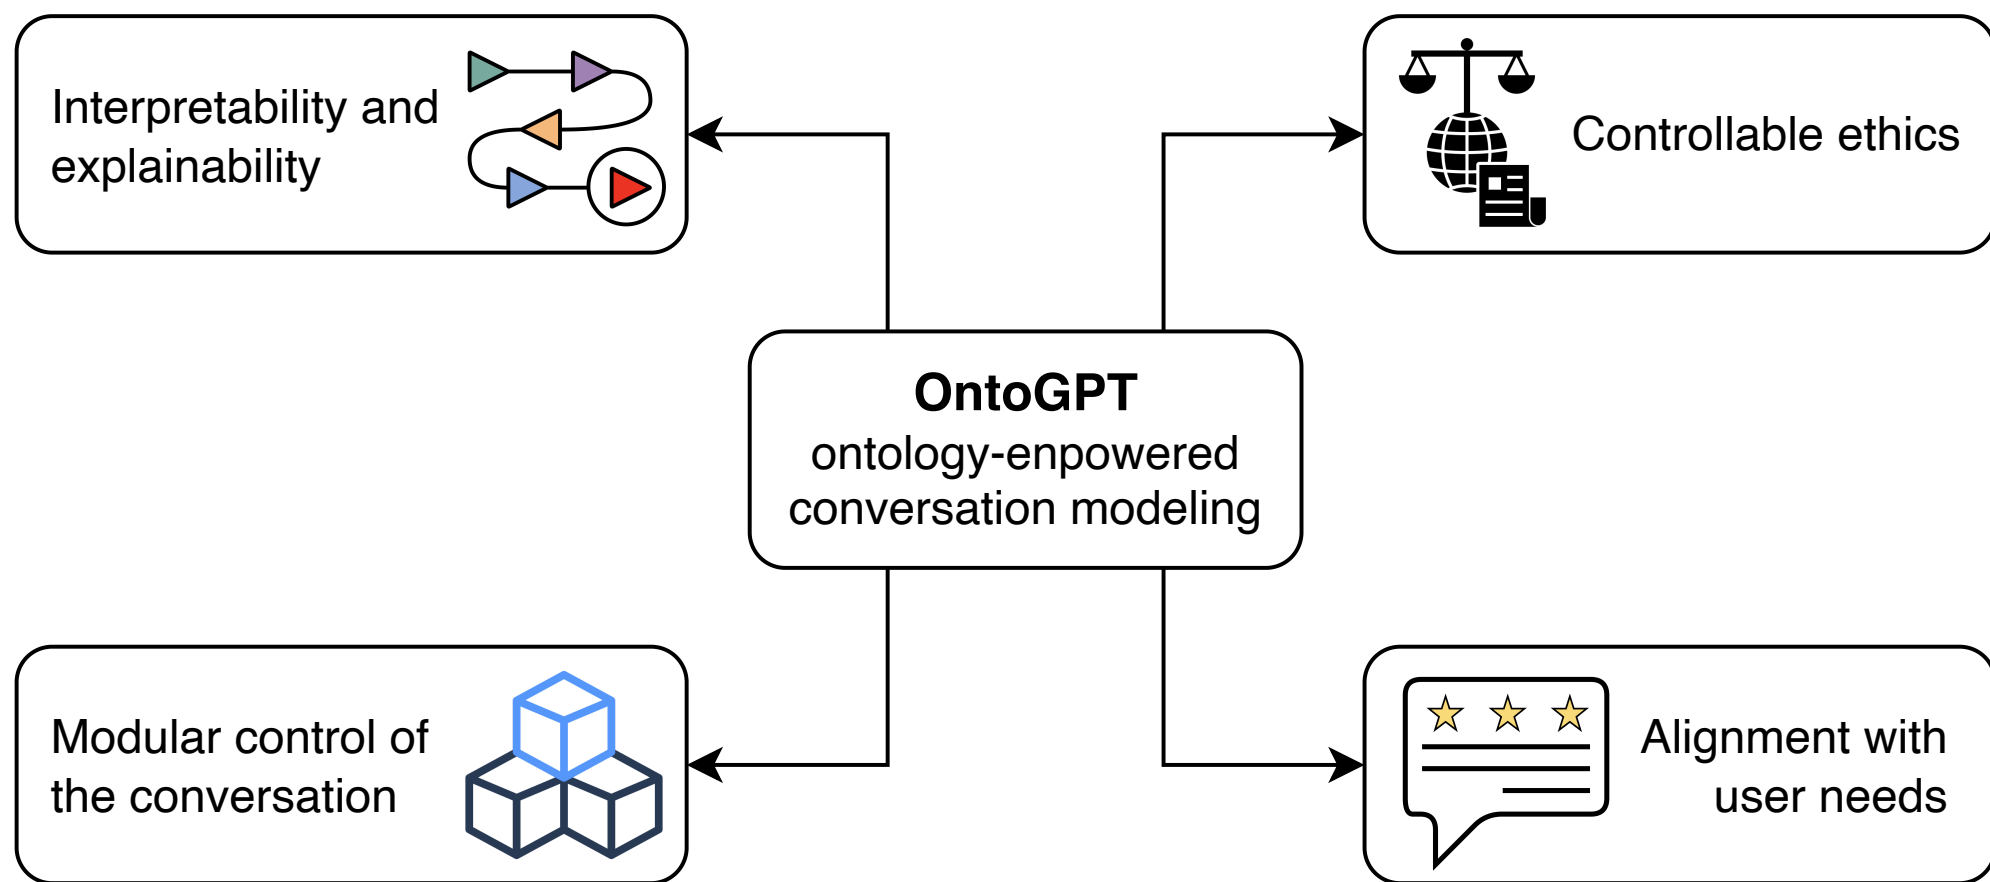 Interpretability and
explainability
Controllable ethics
OntoGPT
ontology-enpowered
conversation modeling
Modular control of
the conversation
Alignment with
user needs